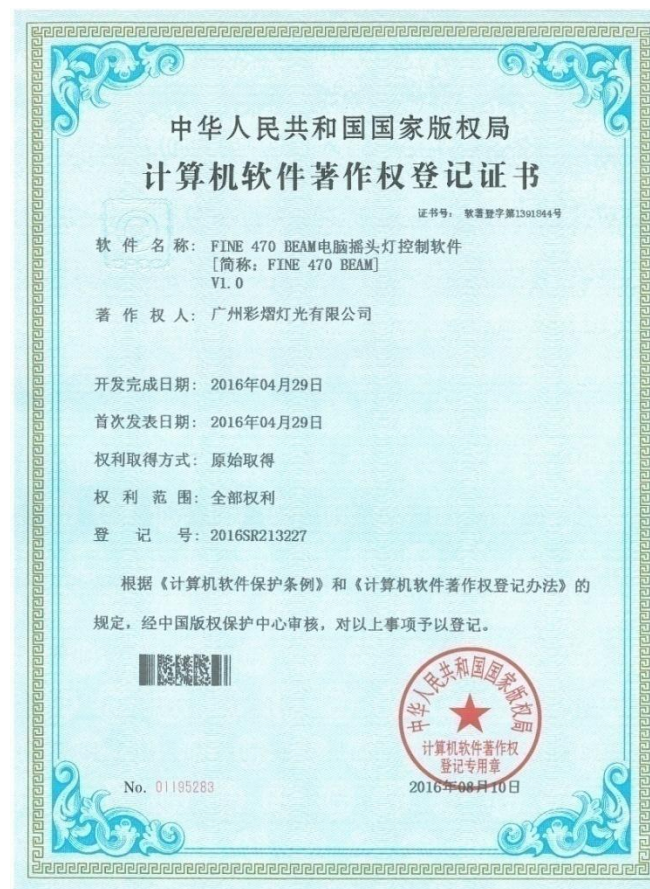 中华人民共和国国家版权局
计算机软件著作权登记证书
证书号： 软著登字第1391844号
软 件 名 称： FINE 470 BEAM电脑摇头灯控制软件
[简称：FINE 470 BEAM]
V1.0
著 作 权 人： 广州彩熠灯光有限公司
开发完成日期： 2016年04月29日
首次发表日期： 2016年04月29日
权利取得方式： 原始取得
权 利 范 围： 全部权利
登 记 号： 2016SR213227
根据《计算机软件保护条例》和《计算机软件著作权登记办法》的
规定，经中国版权保护中心审核，对以上事项予以登记。
中华人民共和国国家版权局
计算机软件著作权
登记专用章
No. 01195283
2016年08月10日